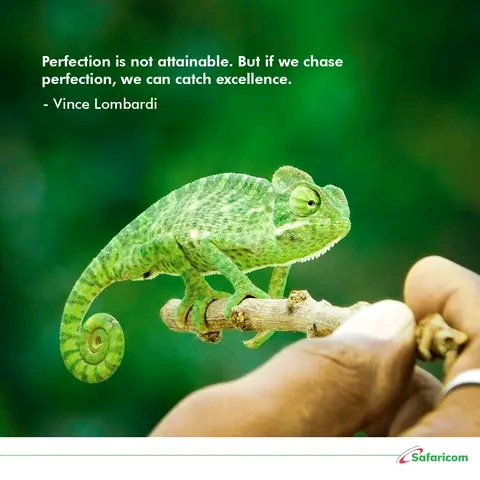 Perfection is not attainable. But if we chase
perfection, we can catch excellence.
- Vince Lombardi
Safaricom